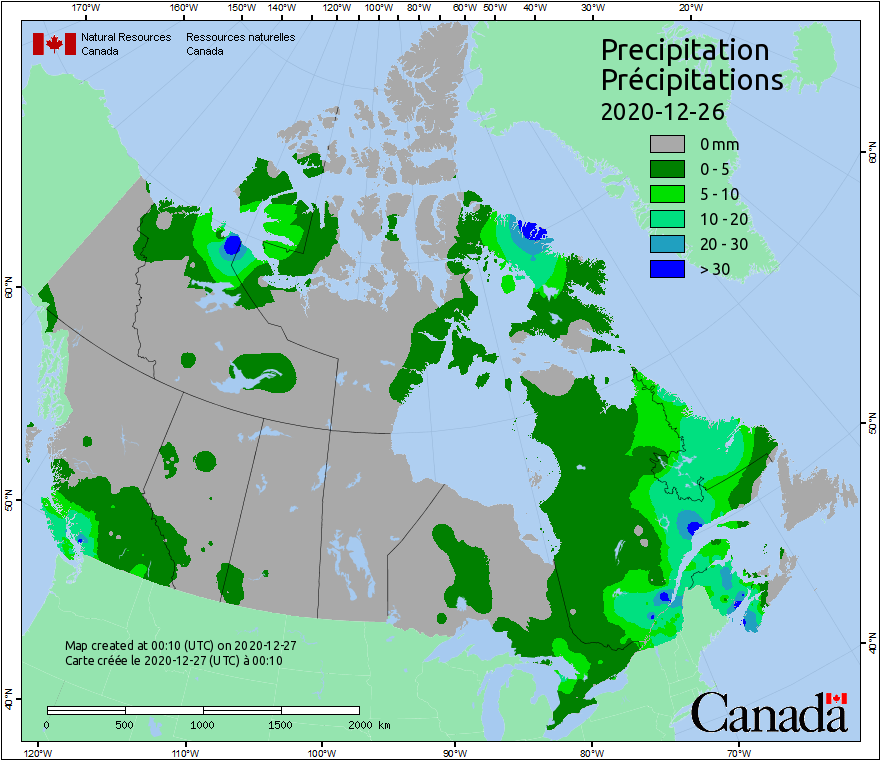 170°W 160°W 150°W 140°W 120°W 100°W 80°W 60°W 50°W 40°W 30°W 20°W
Natural Resources Canada
Ressources naturelles Canada
Precipitation
Précipitations
2020-12-26
0 mm
0 - 5
5 - 10
10 - 20
20 - 30
> 30
60°N
50°N
40°N
60°N
50°N
40°N
Map created at 00:10 (UTC) on 2020-12-27
Carte créée le 2020-12-27 (UTC) à 00:10
0 500 1000 1500 2000 km
Canada
120°W 110°W 100°W 90°W 80°W 70°W